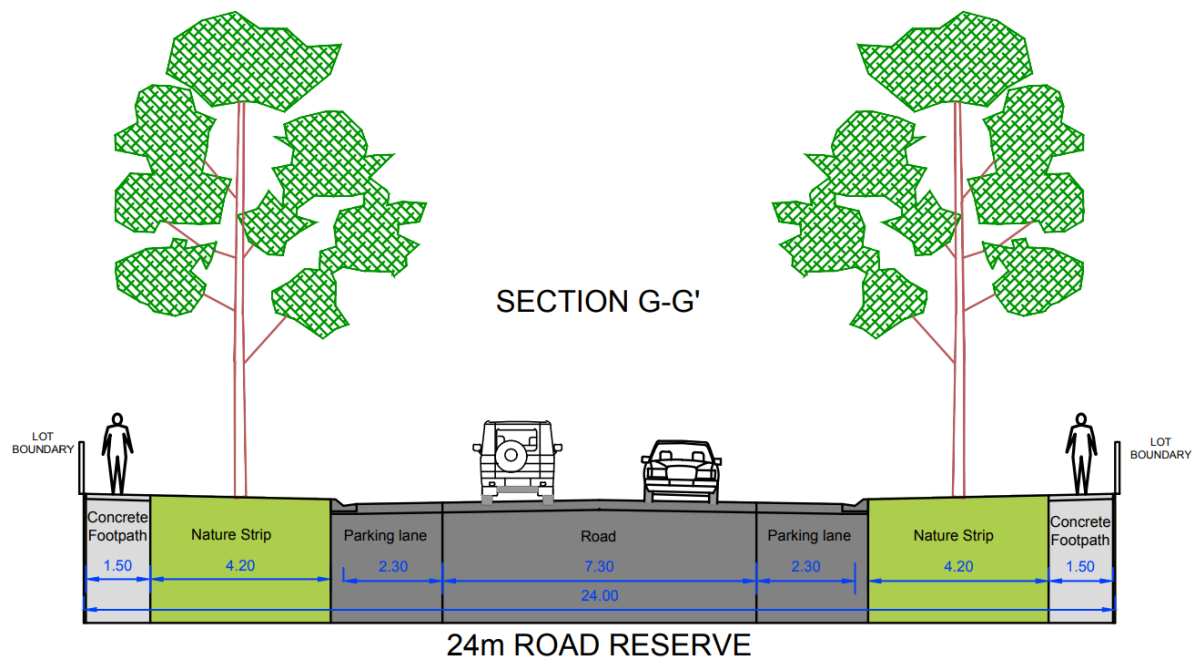 SECTION G-G'
LOT
BOUNDARY
LOT
BOUNDARY
Concrete
Footpath
Nature Strip
Parking lane
Road
Parking lane
Nature Strip
Concrete
Footpath
1.50
4.20
2.30
7.30
2.30
4.20
1.50
24.00
24m ROAD RESERVE